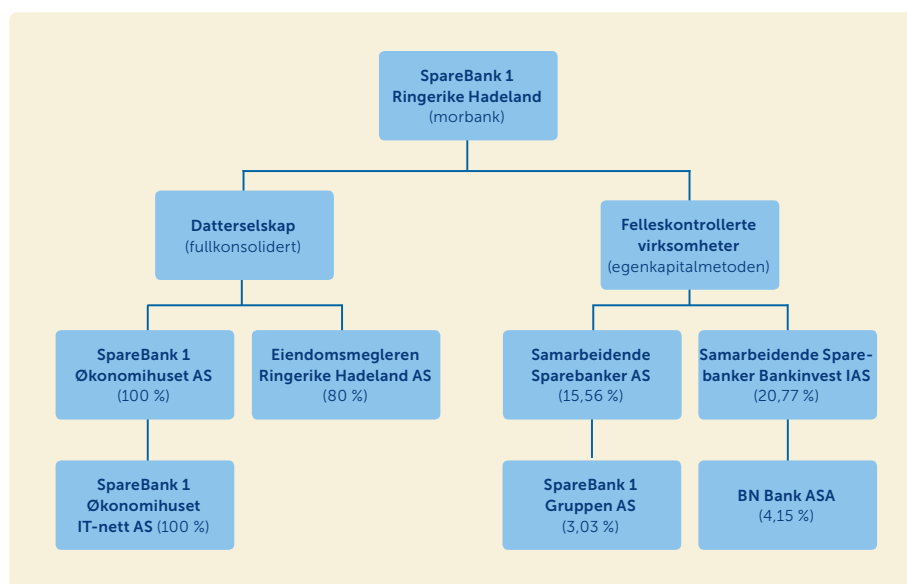 SpareBank 1
Ringerike Hadeland
(morbank)
Datterselskap
(fullkonsolidert)
Felleskontrollerte
virksomheter
(egenkapitalmetoden)
SpareBank 1
Økonomihuset AS
(100 %)
Eiendomsmegleren
Ringerike Hadeland AS
(80 %)
Samarbeidende
Sparebanker AS
(15,56 %)
Samarbeidende Spare-
banker Bankinvest IAS
(20,77 %)
SpareBank 1
Økonomihuset
IT-nett AS (100 %)
SpareBank 1
Gruppen AS
(3,03 %)
BN Bank ASA
(4,15 %)